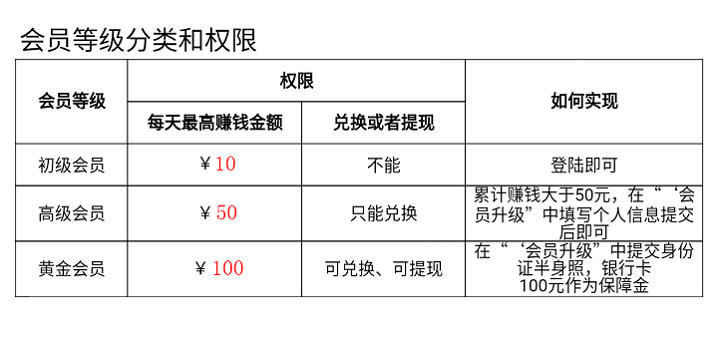 会员等级分类和权限
会员等级
权限
如何实现
每天最高赚钱金额
兑换或者提现
初级会员
￥10
不能
登陆即可
高级会员
￥50
只能兑换
累计赚钱大于50元，在“‘会
员升级”中填写个人信息提交
后即可
黄金会员
￥100
可兑换、可提现
在“‘会员升级”中提交身份
证半身照，银行卡
100元作为保障金